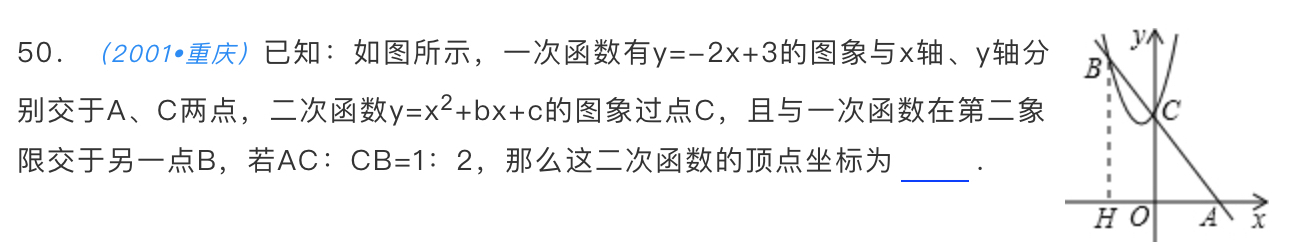 50. （2001•重庆）已知：如图所示，一次函数有y=-2x+3的图象与x轴、y轴分
别交于A、C两点，二次函数y=x²+bx+c的图象过点C，且与一次函数在第二象
限交于另一点B，若AC：CB=1：2，那么这二次函数的顶点坐标为 ____ .
y
B
C
H O A x